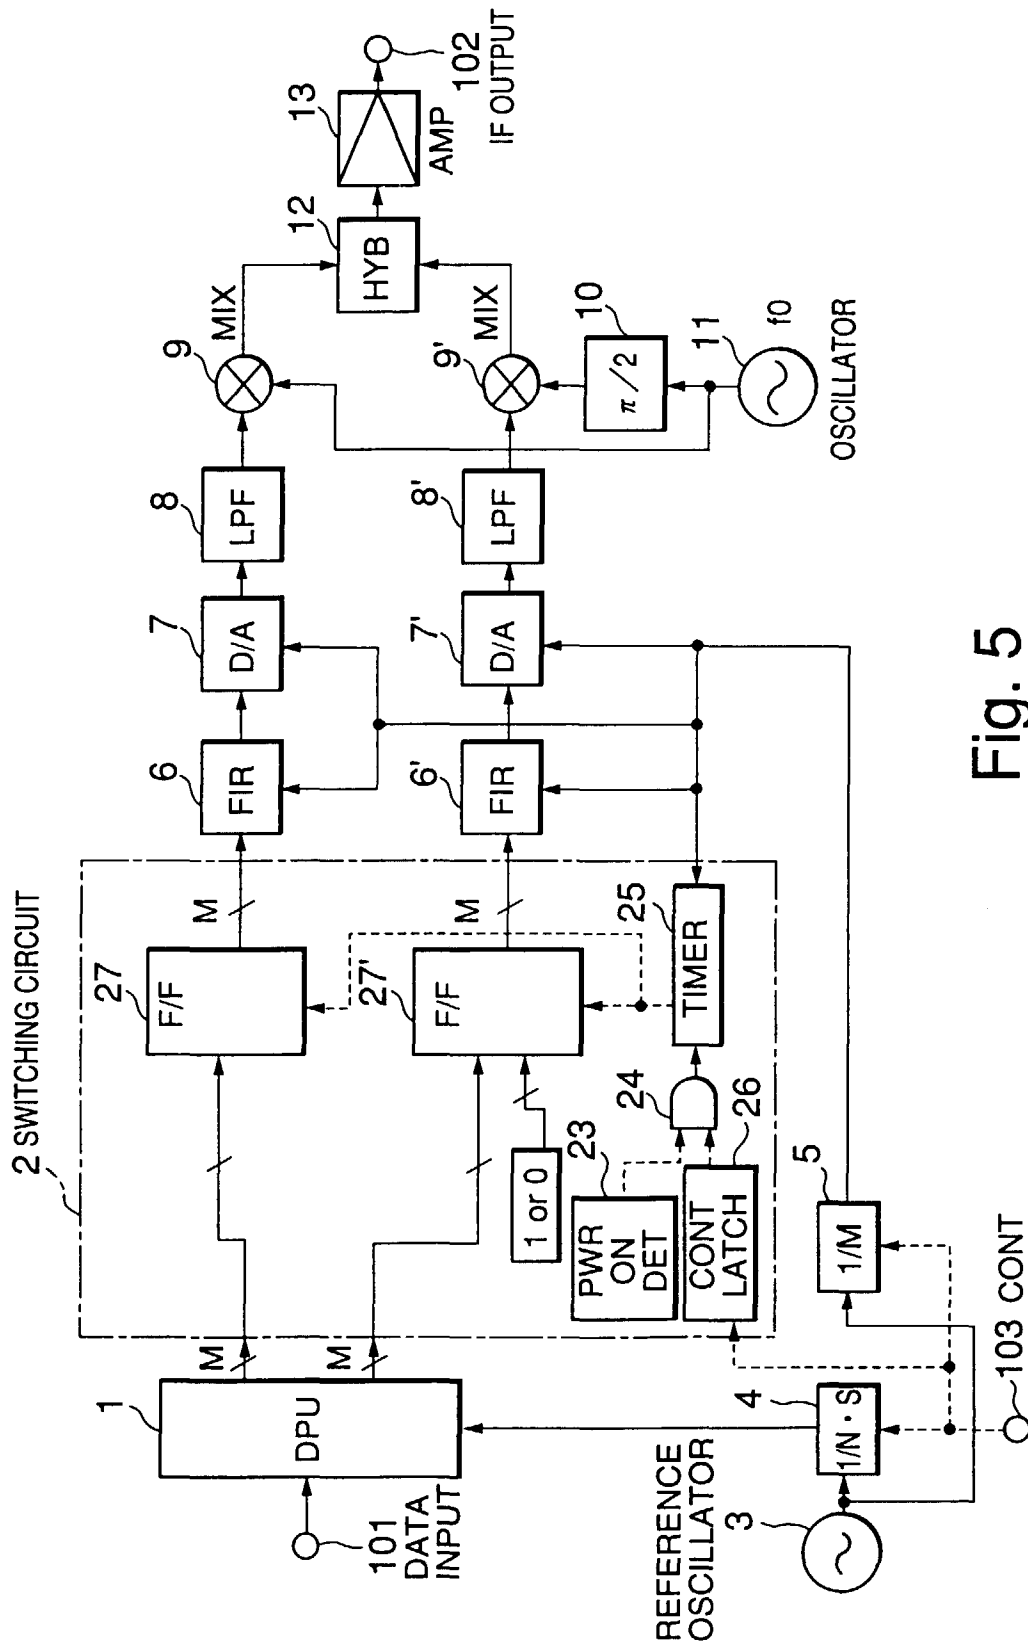 2 SWITCHING CIRCUIT
101
DATA
INPUT
1
DPU
M
M
27
F/F
27'
F/F
1 or 0
23
PWR
ON
DET
24
26
CONT
LATCH
25
TIMER
M
M
6
FIR
6'
FIR
7
D/A
7'
D/A
8
LPF
8'
LPF
9
MIX
9'
MIX
10
π/2
11
f0
OSCILLATOR
12
HYB
13
AMP
102
IF OUTPUT
REFERENCE
OSCILLATOR
3
4
1/N·S
5
1/M
103 CONT
Fig. 5